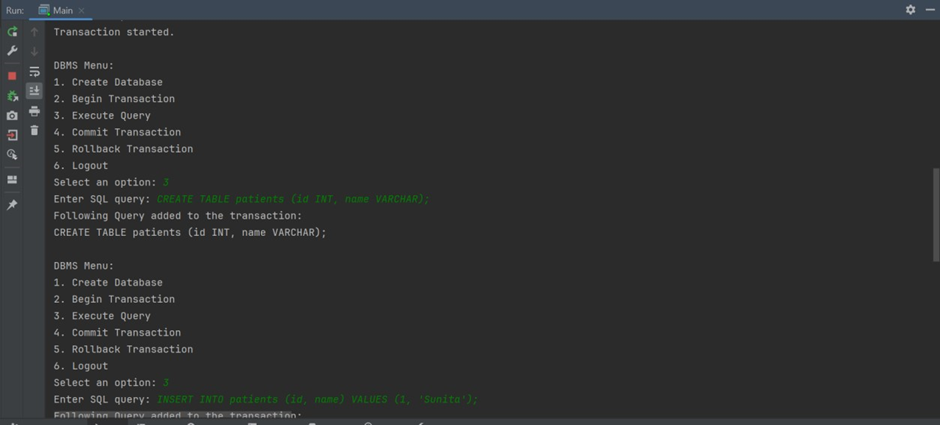 Run: Main
Transaction started.
DBMS Menu:
1. Create Database
2. Begin Transaction
3. Execute Query
4. Commit Transaction
5. Rollback Transaction
6. Logout
Select an option: 3
Enter SQL query: CREATE TABLE patients (id INT, name VARCHAR);
Following Query added to the transaction:
CREATE TABLE patients (id INT, name VARCHAR);
DBMS Menu:
1. Create Database
2. Begin Transaction
3. Execute Query
4. Commit Transaction
5. Rollback Transaction
6. Logout
Select an option: 3
Enter SQL query: INSERT INTO patients (id, name) VALUES (1, 'Sunita');
Following Query added to the transaction: